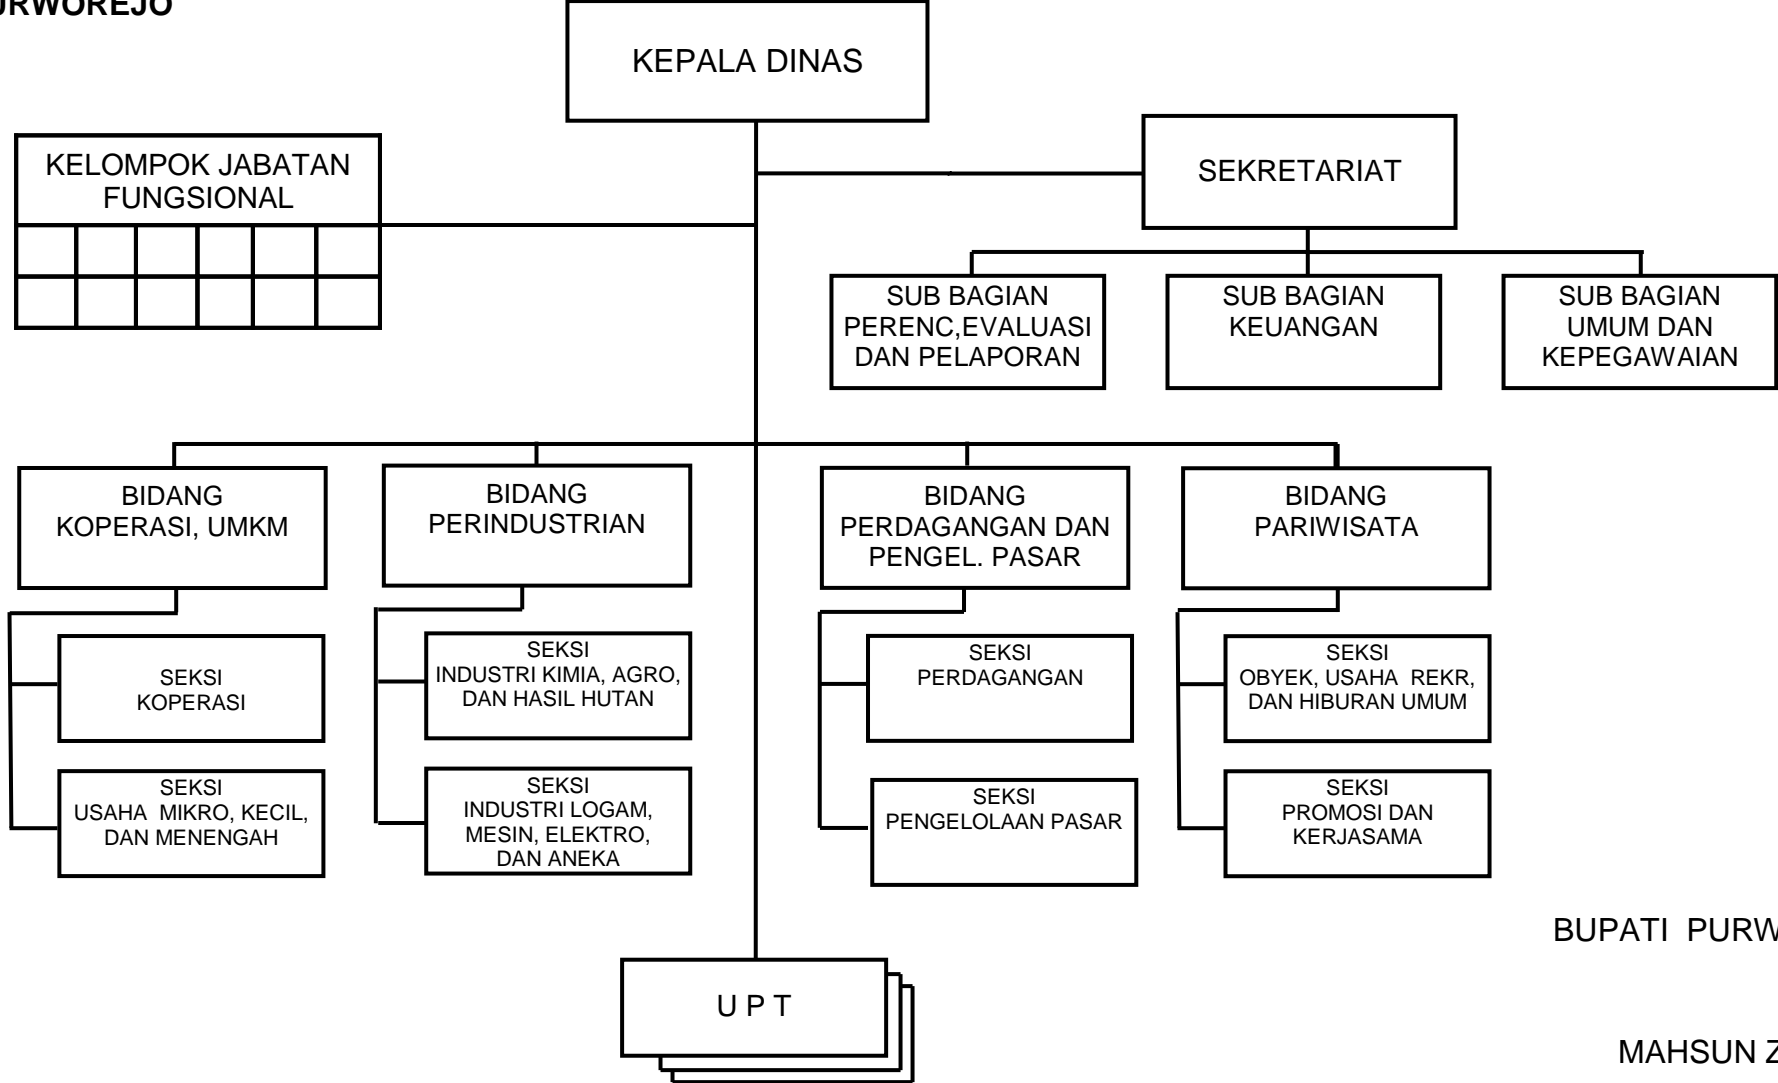 KEPALA DINAS
KELOMPOK JABATAN
FUNGSIONAL
SEKRETARIAT
SUB BAGIAN
PERENC,EVALUASI
DAN PELAPORAN
SUB BAGIAN
KEUANGAN
SUB BAGIAN
UMUM DAN
KEPEGAWAIAN
BIDANG
KOPERASI, UMKM
BIDANG
PERINDUSTRIAN
BIDANG
PERDAGANGAN DAN
PENGEL. PASAR
BIDANG
PARIWISATA
SEKSI
KOPERASI
SEKSI
INDUSTRI KIMIA, AGRO,
DAN HASIL HUTAN
SEKSI
PERDAGANGAN
SEKSI
OBYEK, USAHA  REKR,
DAN HIBURAN UMUM
SEKSI
USAHA  MIKRO, KECIL,
DAN MENENGAH
SEKSI
INDUSTRI LOGAM,
MESIN, ELEKTRO,
DAN ANEKA
SEKSI
PENGELOLAAN PASAR
SEKSI
PROMOSI DAN
KERJASAMA
BUPATI
U P T
MAHSUN